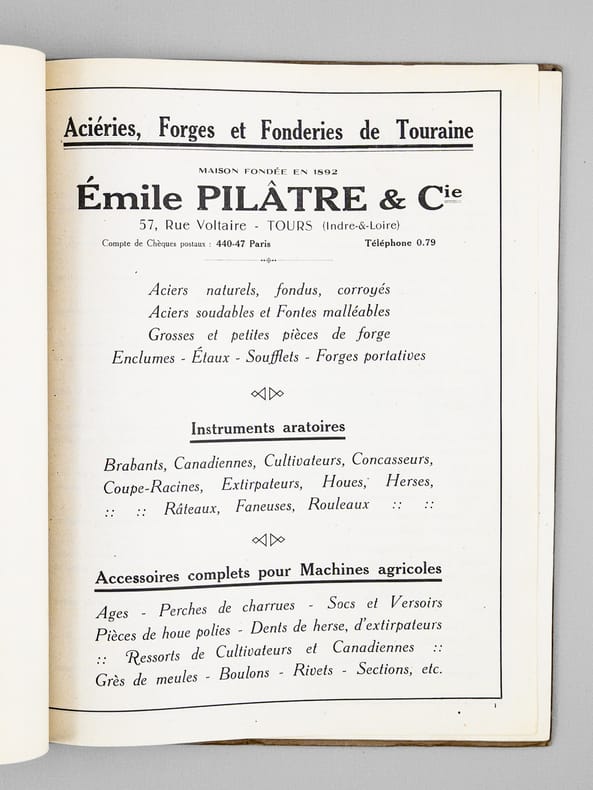 Aciéries, Forges et Fonderies de Touraine
MAISON FONDÉE EN 1892
Émile PILÂTRE & Cie
57, Rue Voltaire - TOURS (Indre-&-Loire)
Compte de Chèques postaux : 440-47 Paris Téléphone 0.79
Aciers naturels, fondus, corroyés
Aciers soudables et Fontes malléables
Grosses et petites pièces de forge
Enclumes - Étaux - Soufflets - Forges portatives
Instruments aratoires
Brabants, Canadiennes, Cultivateurs, Concasseurs,
Coupe-Racines, Extirpateurs, Houes, Herses,
:: :: Râteaux, Faneuses, Rouleaux :: ::
Accessoires complets pour Machines agricoles
Ages - Perches de charrues - Socs et Versoirs
Pièces de houe polies - Dents de herse, d'extirpateurs
:: Ressorts de Cultivateurs et Canadiennes ::
Grès de meules - Boulons - Rivets - Sections, etc.
1